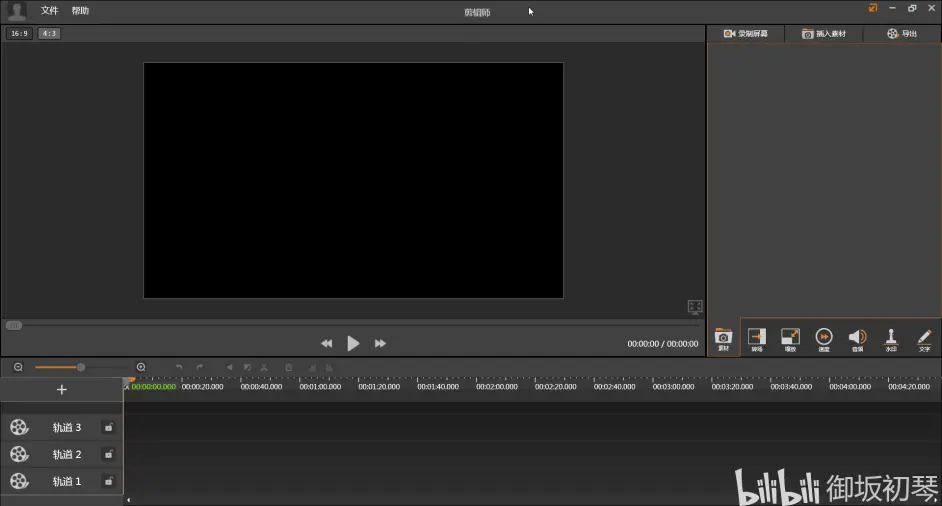 文件 帮助 剪辑师
16:9 4:3 录制屏幕 插入素材 导出
00:00:00 / 00:00:00
素材 转场 缩放 速度 音频 水印 文字
00:00:00.000 00:00:20.000 00:00:40.000 00:01:00.000 00:01:20.000 00:01:40.000 00:02:00.000 00:02:20.000 00:02:40.000 00:03:00.000 00:03:20.000 00:03:40.000 00:04:00.000 00:04:20.000
轨道 3
轨道 2
轨道 1
bilibili 御坂初琴